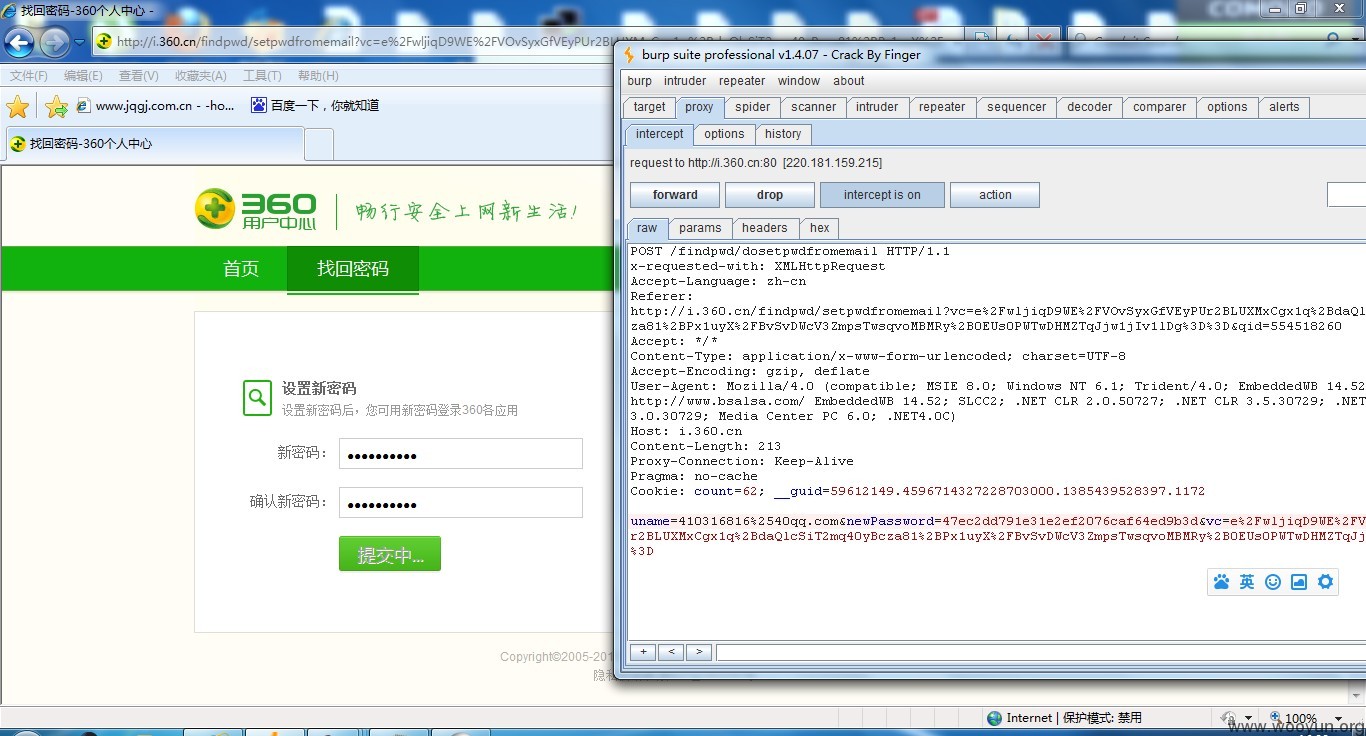 找回密码-360个人中心 -
burp suite professional v1.4.07 - Crack By Finger
文件(F) 编辑(E) 查看(V) 收藏夹(A) 工具(T) 帮助(H)
www.jqgj.com.cn - -ho... 百度一下，你就知道
找回密码-360个人中心
360
用户中心
畅行安全上网新生活!
首页 找回密码
设置新密码
设置新密码后，您可用新密码登录360各应用
新密码：
确认新密码：
提交中...
Copyright©2005-201
burp intruder repeater window about
target proxy spider scanner intruder repeater sequencer decoder comparer options alerts
intercept options history
request to http://i.360.cn:80 [220.181.159.215]
forward drop intercept is on action
raw params headers hex
POST /findpwd/dosetpwdfromemail HTTP/1.1
x-requested-with: XMLHttpRequest
Accept-Language: zh-cn
Referer:
http://i.360.cn/findpwd/setpwdfromemail?vc=e%2FwljiqD9WE%2FVOvSyxGfVEyPUr2BLUXMxCgx1q%2BdaQl
za81%2BPx1uyX%2FBvSvDWcV3ZmpsTwsqvoMBMRy%2BOEUsOPWTwDHMZTqJjw1jIv1lDg%3D%3D&qid=554518260
Accept: */*
Content-Type: application/x-www-form-urlencoded; charset=UTF-8
Accept-Encoding: gzip, deflate
User-Agent: Mozilla/4.0 (compatible; MSIE 8.0; Windows NT 6.1; Trident/4.0; EmbeddedWB 14.52
http://www.bsalsa.com/ EmbeddedWB 14.52; SLCC2; .NET CLR 2.0.50727; .NET CLR 3.5.30729; .NET
3.0.30729; Media Center PC 6.0; .NET4.0C)
Host: i.360.cn
Content-Length: 213
Proxy-Connection: Keep-Alive
Pragma: no-cache
Cookie: count=62; __guid=59612149.4596714327228703000.1385439528397.1172
uname=410316816%2540qq.com&newPassword=47ec2dd791e31e2ef2076caf64ed9b3d&vc=e%2FwljiqD9WE%2FV
r2BLUXMxCgx1q%2BdaQlcSiT2mq40yBcza81%2BPx1uyX%2FBvSvDWcV3ZmpsTwsqvoMBMRy%2BOEUsOPWTwDHMZTqJj
%3D
英
+ < >
Internet | 保护模式: 禁用
100%
www.wooyun.org